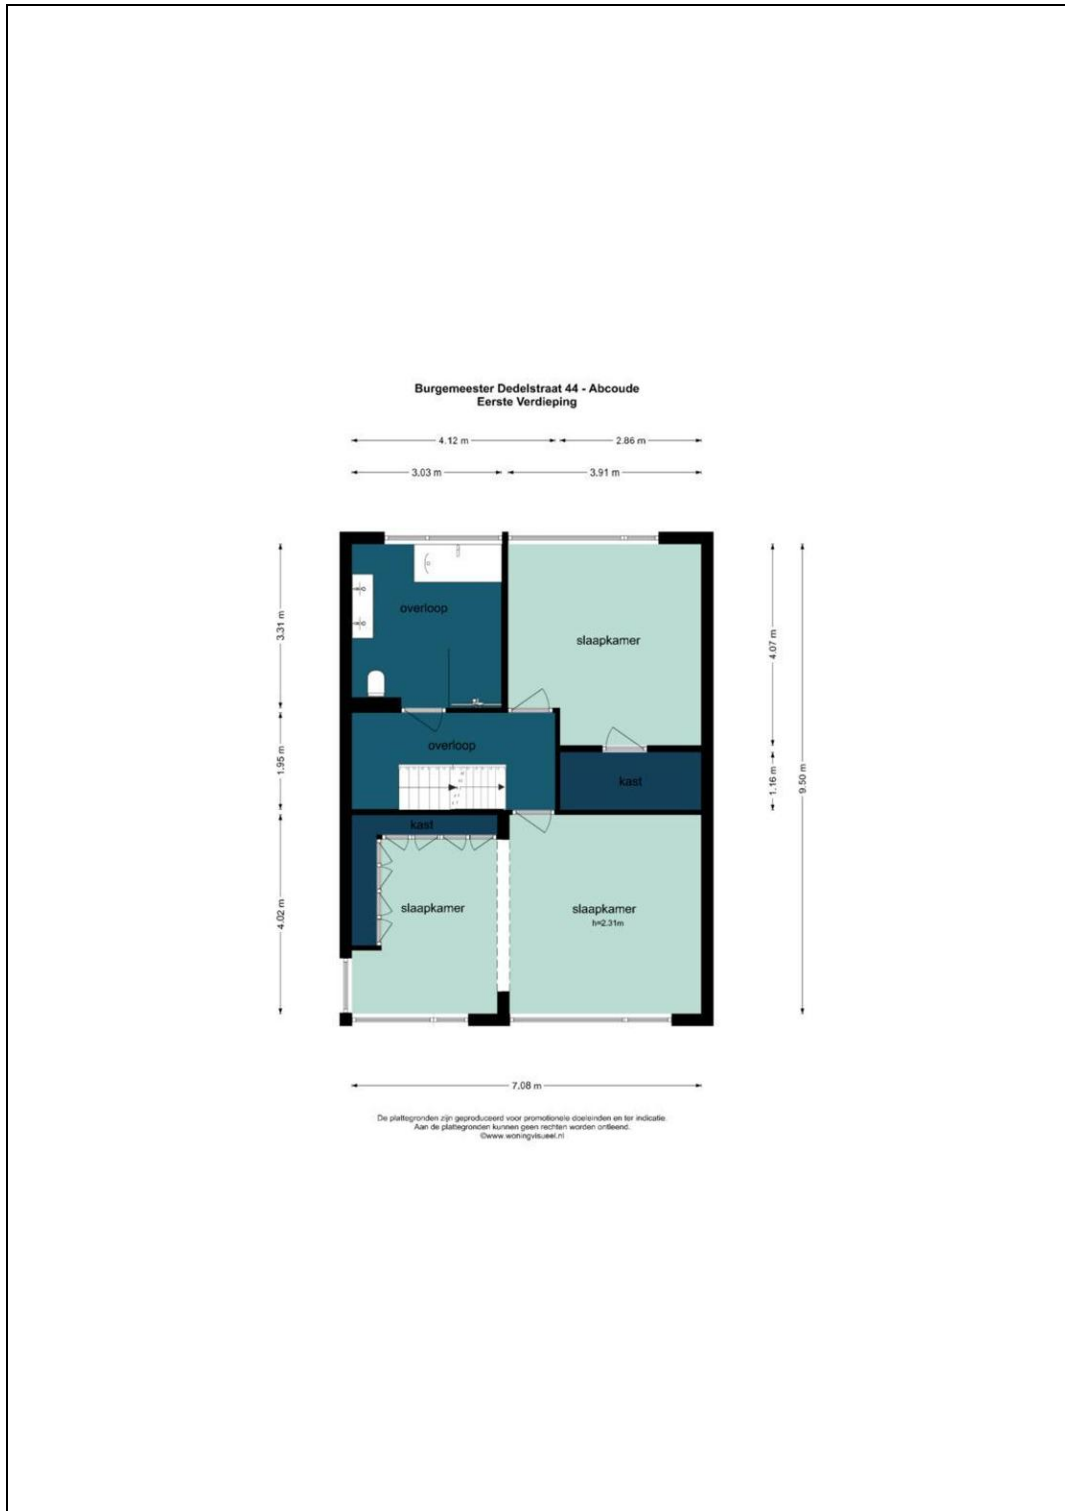 Burgemeester Dedelstraat 44 - Abcoude
Eerste Verdieping
4.12 m
2.86 m
3.03 m
3.91 m
3.31 m
1.95 m
4.02 m
4.07 m
1.16 m
9.50 m
overloop
slaapkamer
overloop
kast
kast
slaapkamer
slaapkamer
h=2.31m
7.08 m
De plattegronden zijn geproduceerd voor promotionele doeleinden en ter indicatie.
Aan de plattegronden kunnen geen rechten worden ontleend.
©www.woningvisueel.nl